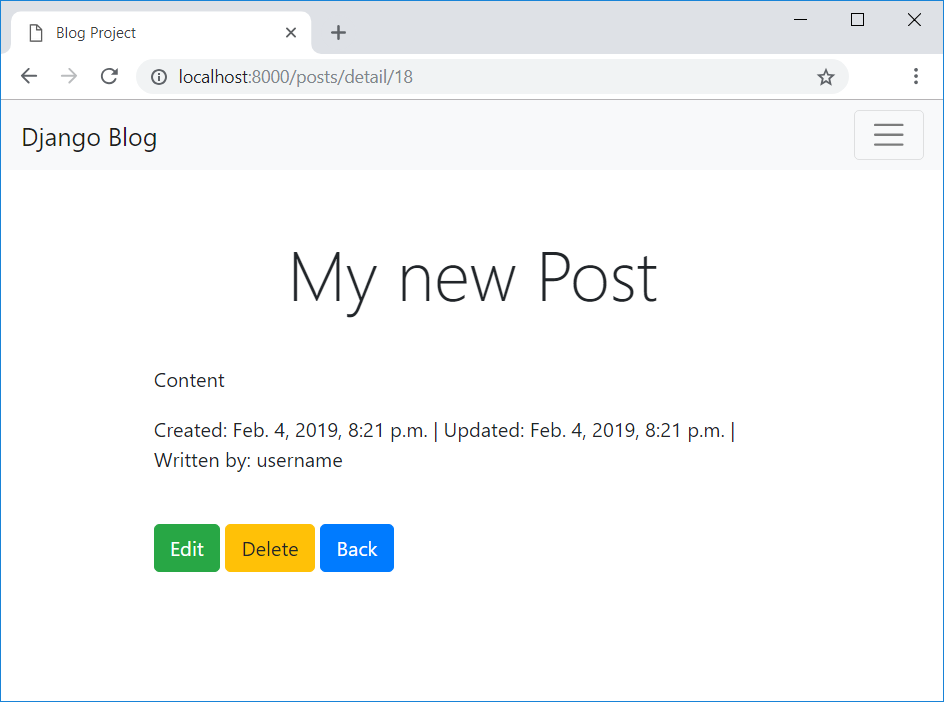 Blog Project
localhost:8000/posts/detail/18
Django Blog
My new Post
Content
Created: Feb. 4, 2019, 8:21 p.m. | Updated: Feb. 4, 2019, 8:21 p.m. |
Written by: username
Edit Delete Back